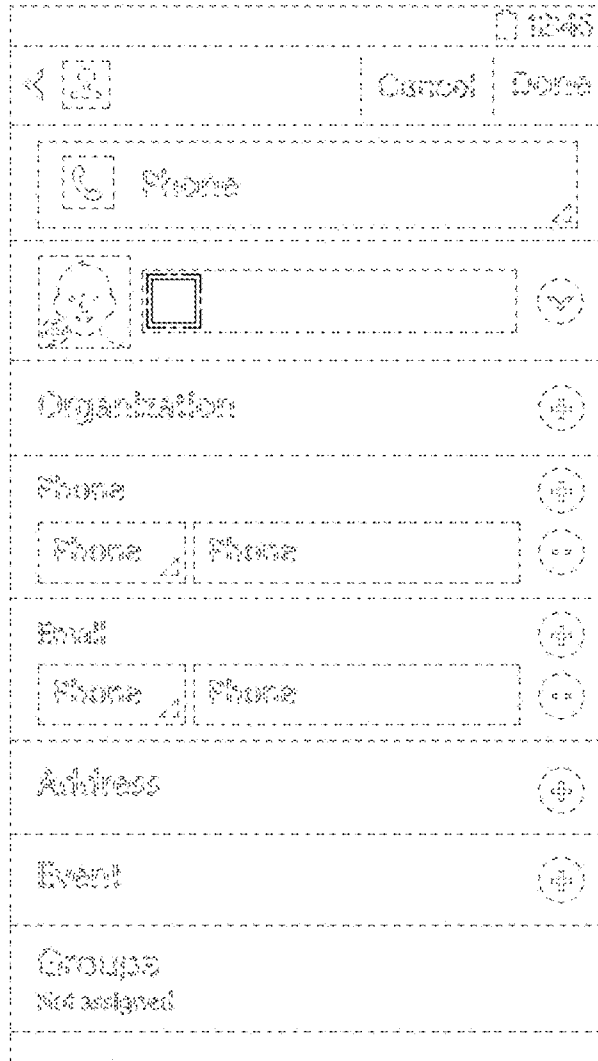 12:45
Cancel Done
Phone
Organization
Phone
Phone Phone
Email
Phone Phone
Address
Event
Groups
Not assigned